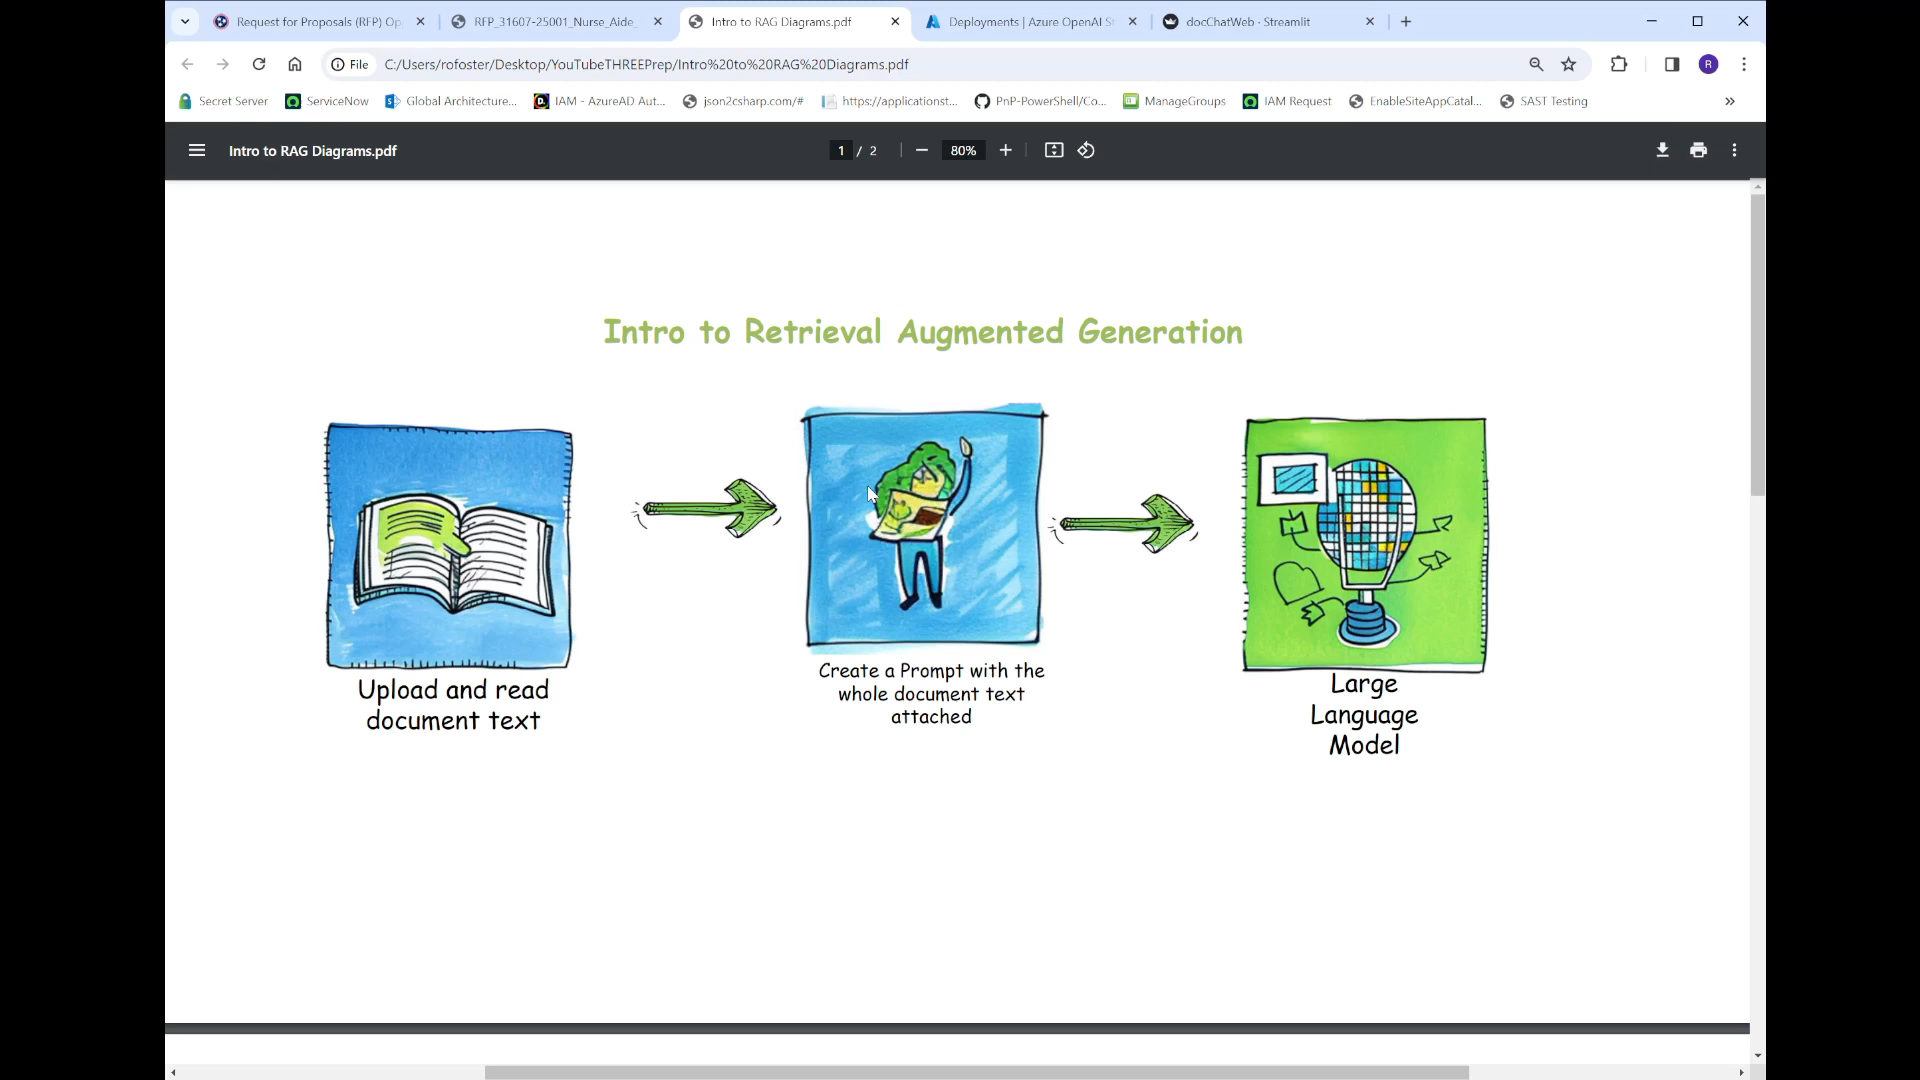 Request for Proposals (RFP) Op
RFP_31607-25001_Nurse_Aide_
Intro to RAG Diagrams.pdf
Deployments | Azure OpenAI St
docChatWeb · Streamlit
File
C:/Users/rofoster/Desktop/YouTubeTHREEPrep/Intro%20to%20RAG%20Diagrams.pdf
R
Secret Server
ServiceNow
Global Architecture...
IAM - AzureAD Aut...
json2csharp.com/#
https://applicationst...
PnP-PowerShell/Co...
ManageGroups
IAM Request
EnableSiteAppCatal...
SAST Testing
Intro to RAG Diagrams.pdf
1 / 2
80%
Intro to Retrieval Augmented Generation
Upload and read
document text
Create a Prompt with the
whole document text
attached
Large
Language
Model